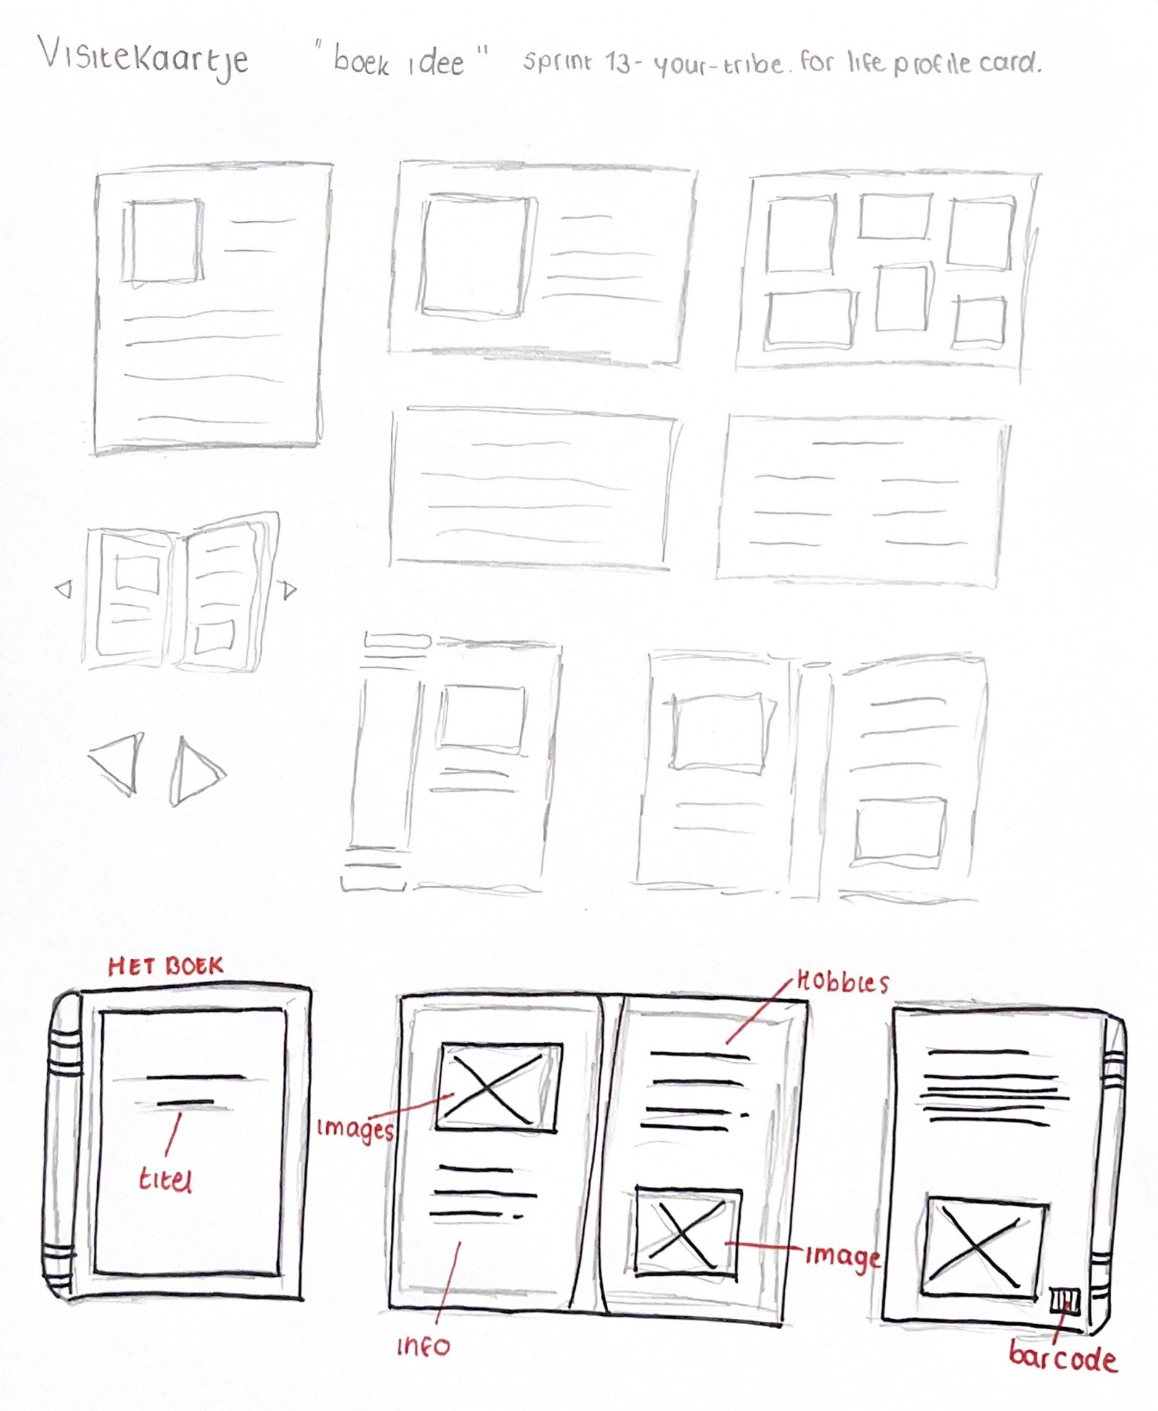 Visitekaartje "boek idee" Sprint 13- your-tribe. for life profile card.
HET BOEK
Hobbies
images
titel
image
info
barcode